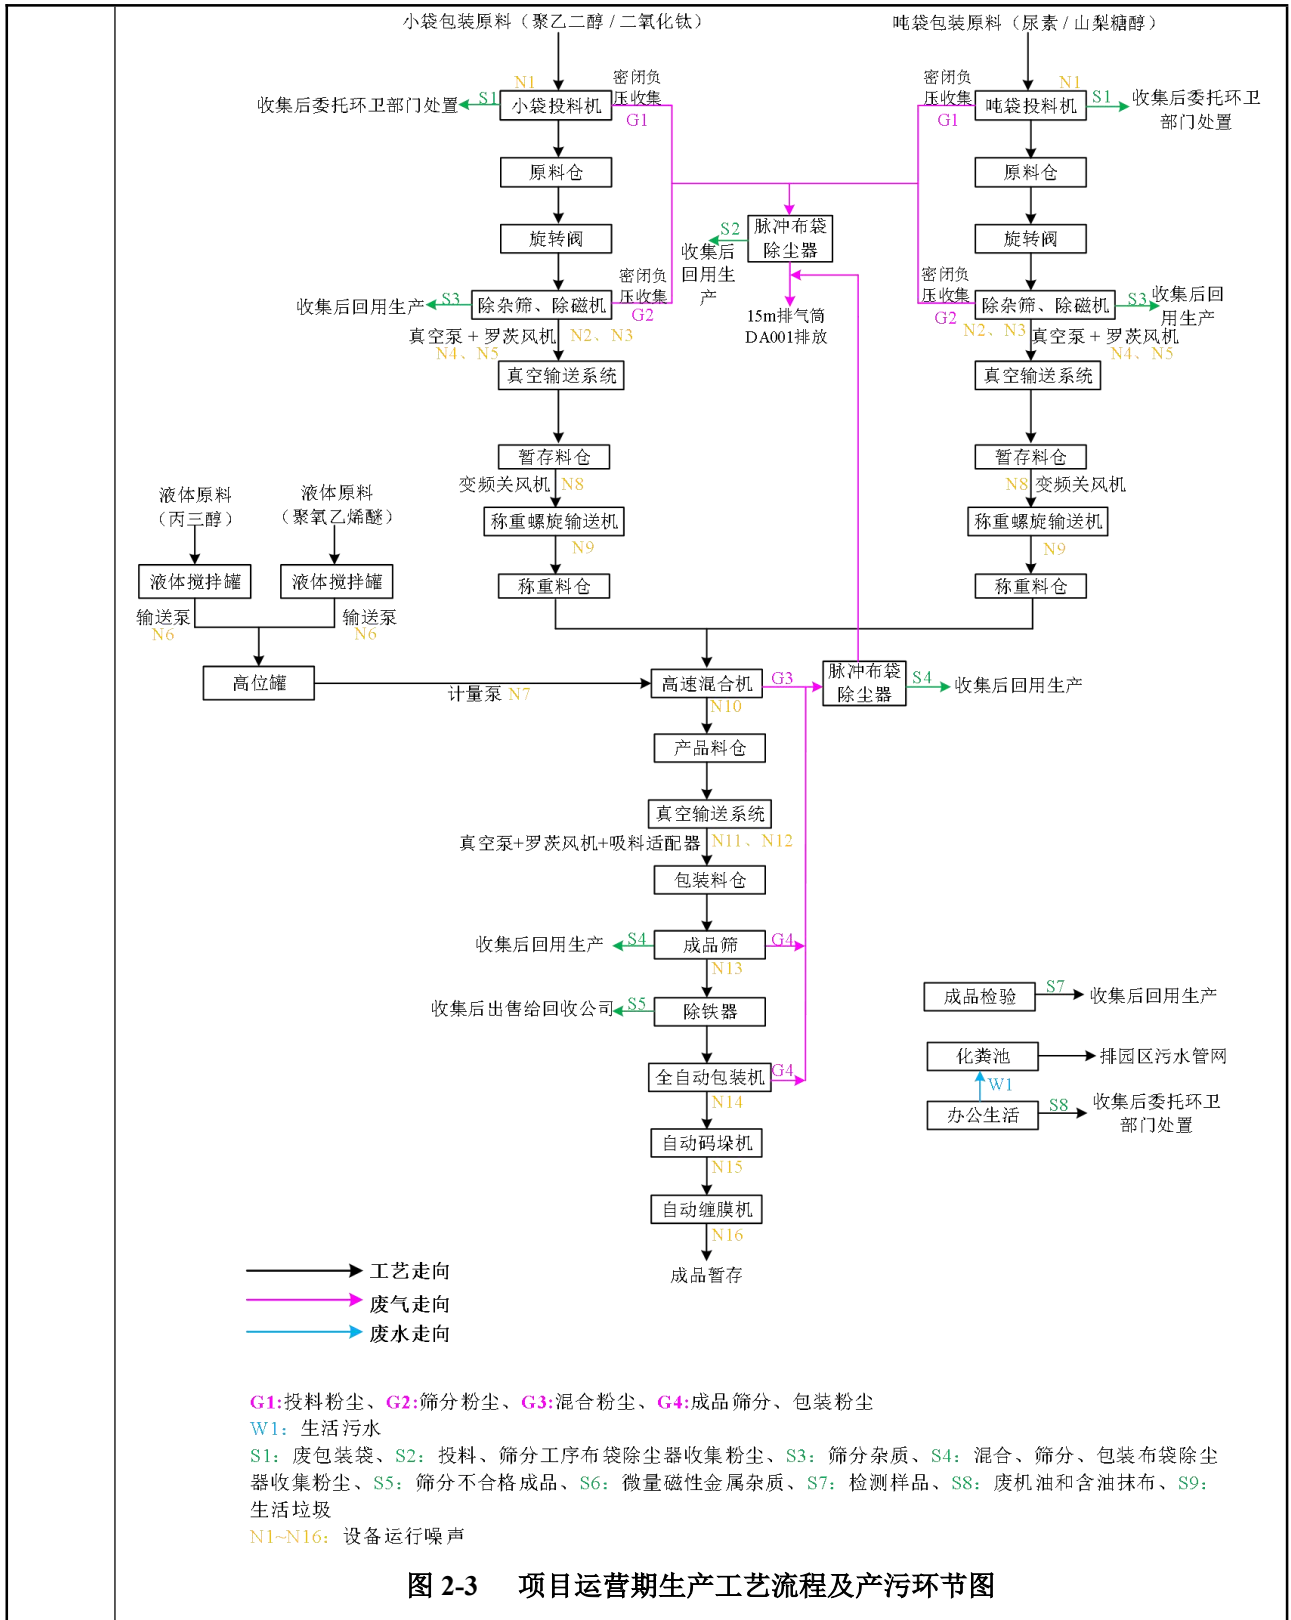 小袋包装原料（聚乙二醇 / 二氧化钛）
吨袋包装原料（尿素 / 山梨糖醇）
N1
密闭负
压收集
G1
收集后委托环卫部门处置
S1
小袋投料机
密闭负
压收集
G1
N1
吨袋投料机
S1
收集后委托环卫
部门处置
原料仓
原料仓
旋转阀
S2
收集后
回用生
产
脉冲布袋
除尘器
旋转阀
收集后回用生产
S3
除杂筛、除磁机
密闭负
压收集
G2
15m排气筒
DA001排放
密闭负
压收集
G2
除杂筛、除磁机
S3
收集后回
用生产
真空泵 + 罗茨风机
N2、N3
N4、N5
N2、N3
真空泵 + 罗茨风机
N4、N5
真空输送系统
真空输送系统
暂存料仓
暂存料仓
变频关风机
N8
N8
变频关风机
液体原料
（丙三醇）
液体原料
（聚氧乙烯醚）
称重螺旋输送机
称重螺旋输送机
N9
N9
液体搅拌罐
液体搅拌罐
称重料仓
称重料仓
输送泵
N6
输送泵
N6
高位罐
计量泵 N7
高速混合机
G3
脉冲布袋
除尘器
S4
收集后回用生产
N10
产品料仓
真空输送系统
真空泵+罗茨风机+吸料适配器
N11、N12
包装料仓
收集后回用生产
S4
成品筛
G4
N13
收集后出售给回收公司
S5
除铁器
成品检验
S7
收集后回用生产
化粪池
排园区污水管网
全自动包装机
G4
W1
N14
办公生活
S8
收集后委托环卫
部门处置
自动码垛机
N15
自动缠膜机
N16
成品暂存
工艺走向
废气走向
废水走向
G1:投料粉尘、G2:筛分粉尘、G3:混合粉尘、G4:成品筛分、包装粉尘
W1：生活污水
S1：废包装袋、S2：投料、筛分工序布袋除尘器收集粉尘、S3：筛分杂质、S4：混合、筛分、包装布袋除尘
器收集粉尘、S5：筛分不合格成品、S6：微量磁性金属杂质、S7：检测样品、S8：废机油和含油抹布、S9：
生活垃圾
N1~N16：设备运行噪声
图 2-3 项目运营期生产工艺流程及产污环节图